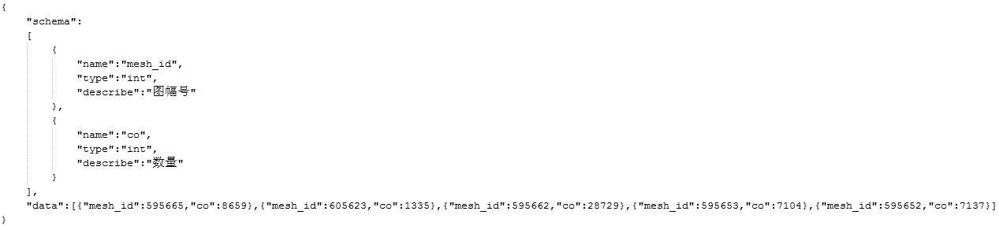 {
"schema":
[
{
"name":"mesh_id",
"type":"int",
"describe":"图幅号"
},
{
"name":"co",
"type":"int",
"describe":"数量"
}
],
"data":[{"mesh_id":595665,"co":8659},{"mesh_id":605623,"co":1335},{"mesh_id":595662,"co":28729},{"mesh_id":595653,"co":7104},{"mesh_id":595652,"co":7137}]
}